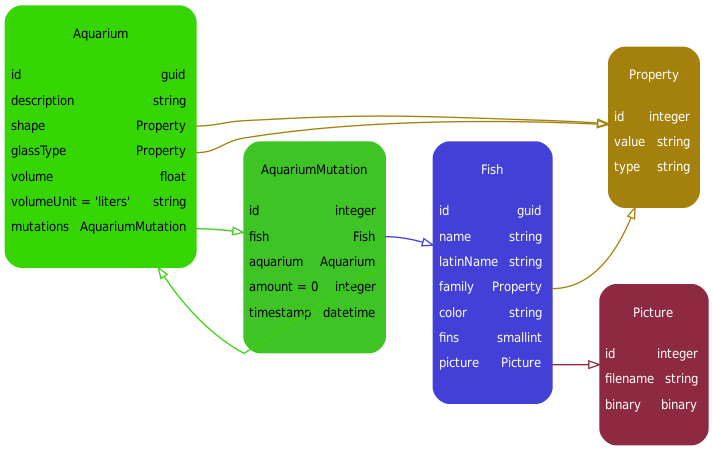 Aquarium
id guid
description string
shape Property
glassType Property
volume float
volumeUnit = 'liters' string
mutations AquariumMutation
AquariumMutation
id integer
fish Fish
aquarium Aquarium
amount = 0 integer
timestamp datetime
Fish
id guid
name string
latinName string
family Property
color string
fins smallint
picture Picture
Property
id integer
value string
type string
Picture
id integer
filename string
binary binary